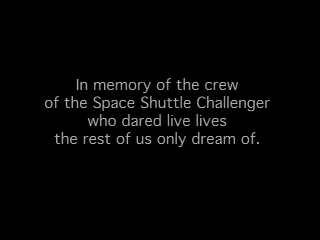 In memory of the crew
of the Space Shuttle Challenger
who dared live lives
the rest of us only dream of.